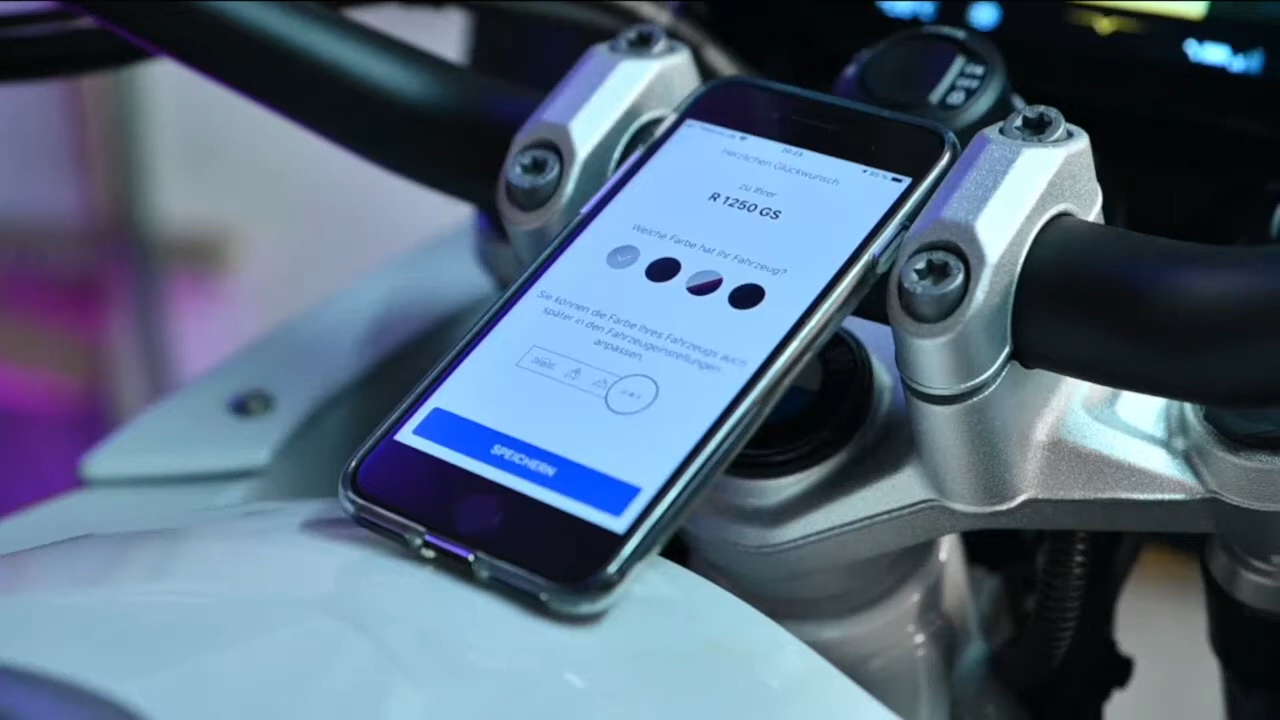 Herzlichen Glückwunsch
zu Ihrer
R 1250 GS
Welche Farbe hat Ihr Fahrzeug?
Sie können die Farbe Ihres Fahrzeugs auch
später in den Fahrzeugeinstellungen
anpassen.
SPEICHERN